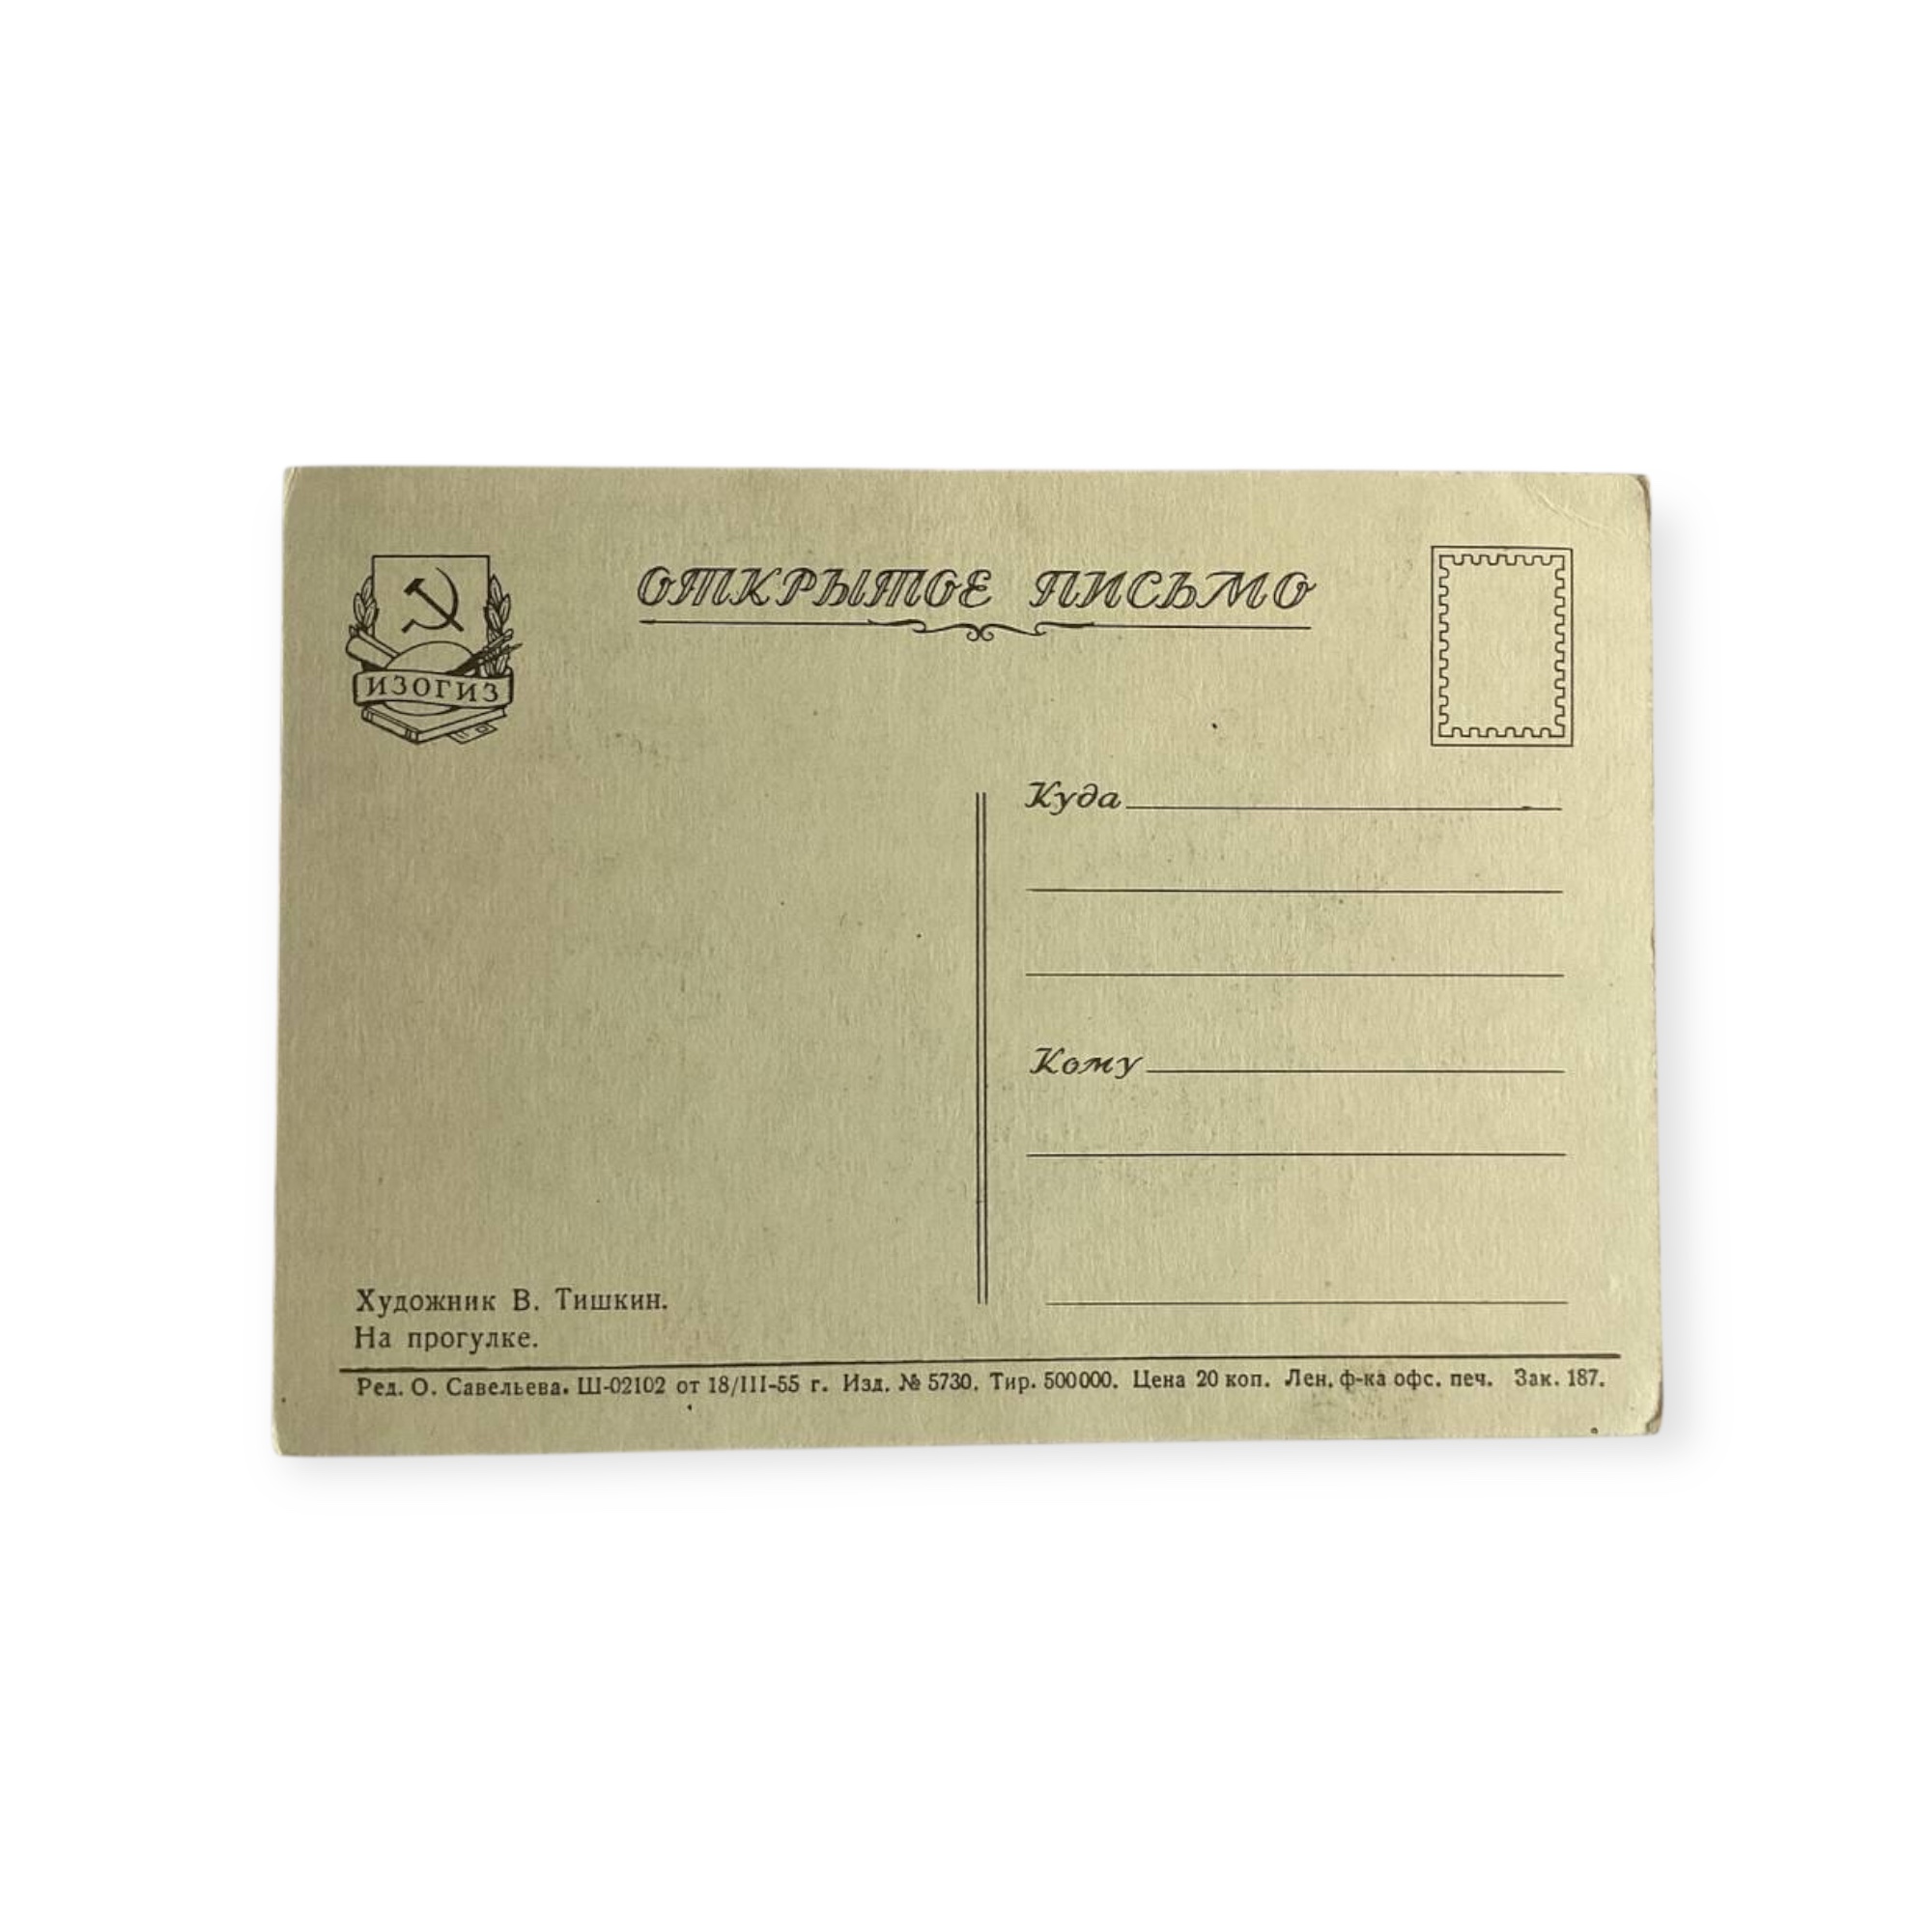 ОТКРЫТОЕ ПИСЬМО
ИЗОГИЗ
Куда
Кому
Художник В. Тишкин.
На прогулке.
Ред. О. Савельева. Ш-02102 от 18/III-55 г. Изд. № 5730. Тир. 500000. Цена 20 коп. Лен. ф-ка офс. печ. Зак. 187.